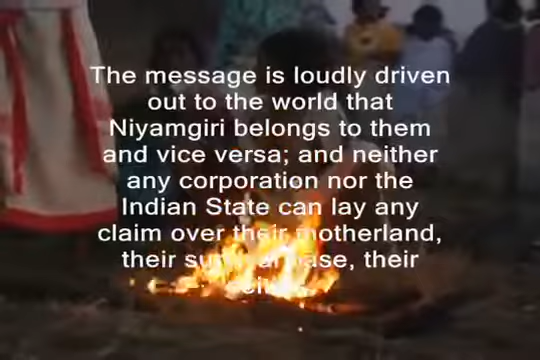 The message is loudly driven
out to the world that
Niyamgiri belongs to them
and vice versa; and neither
any corporation nor the
Indian State can lay any
claim over their motherland,
their their